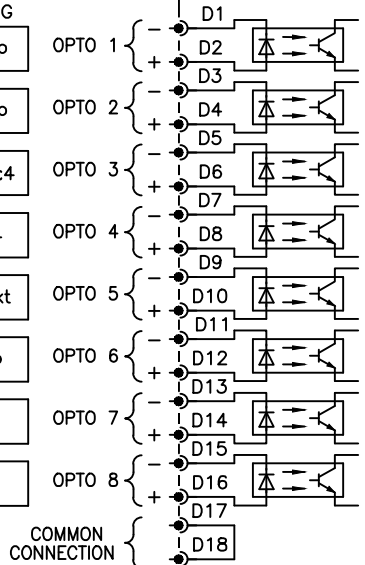 G
D1
OPTO 1 { −
+
D2
D3
OPTO 2 { −
+
D4
D5
OPTO 3 { −
+
D6
D7
OPTO 4 { −
+
D8
D9
OPTO 5 { −
+
D10
D11
OPTO 6 { −
+
D12
D13
OPTO 7 { −
+
D14
D15
OPTO 8 { −
+
D16
D17
COMMON
CONNECTION {
D18